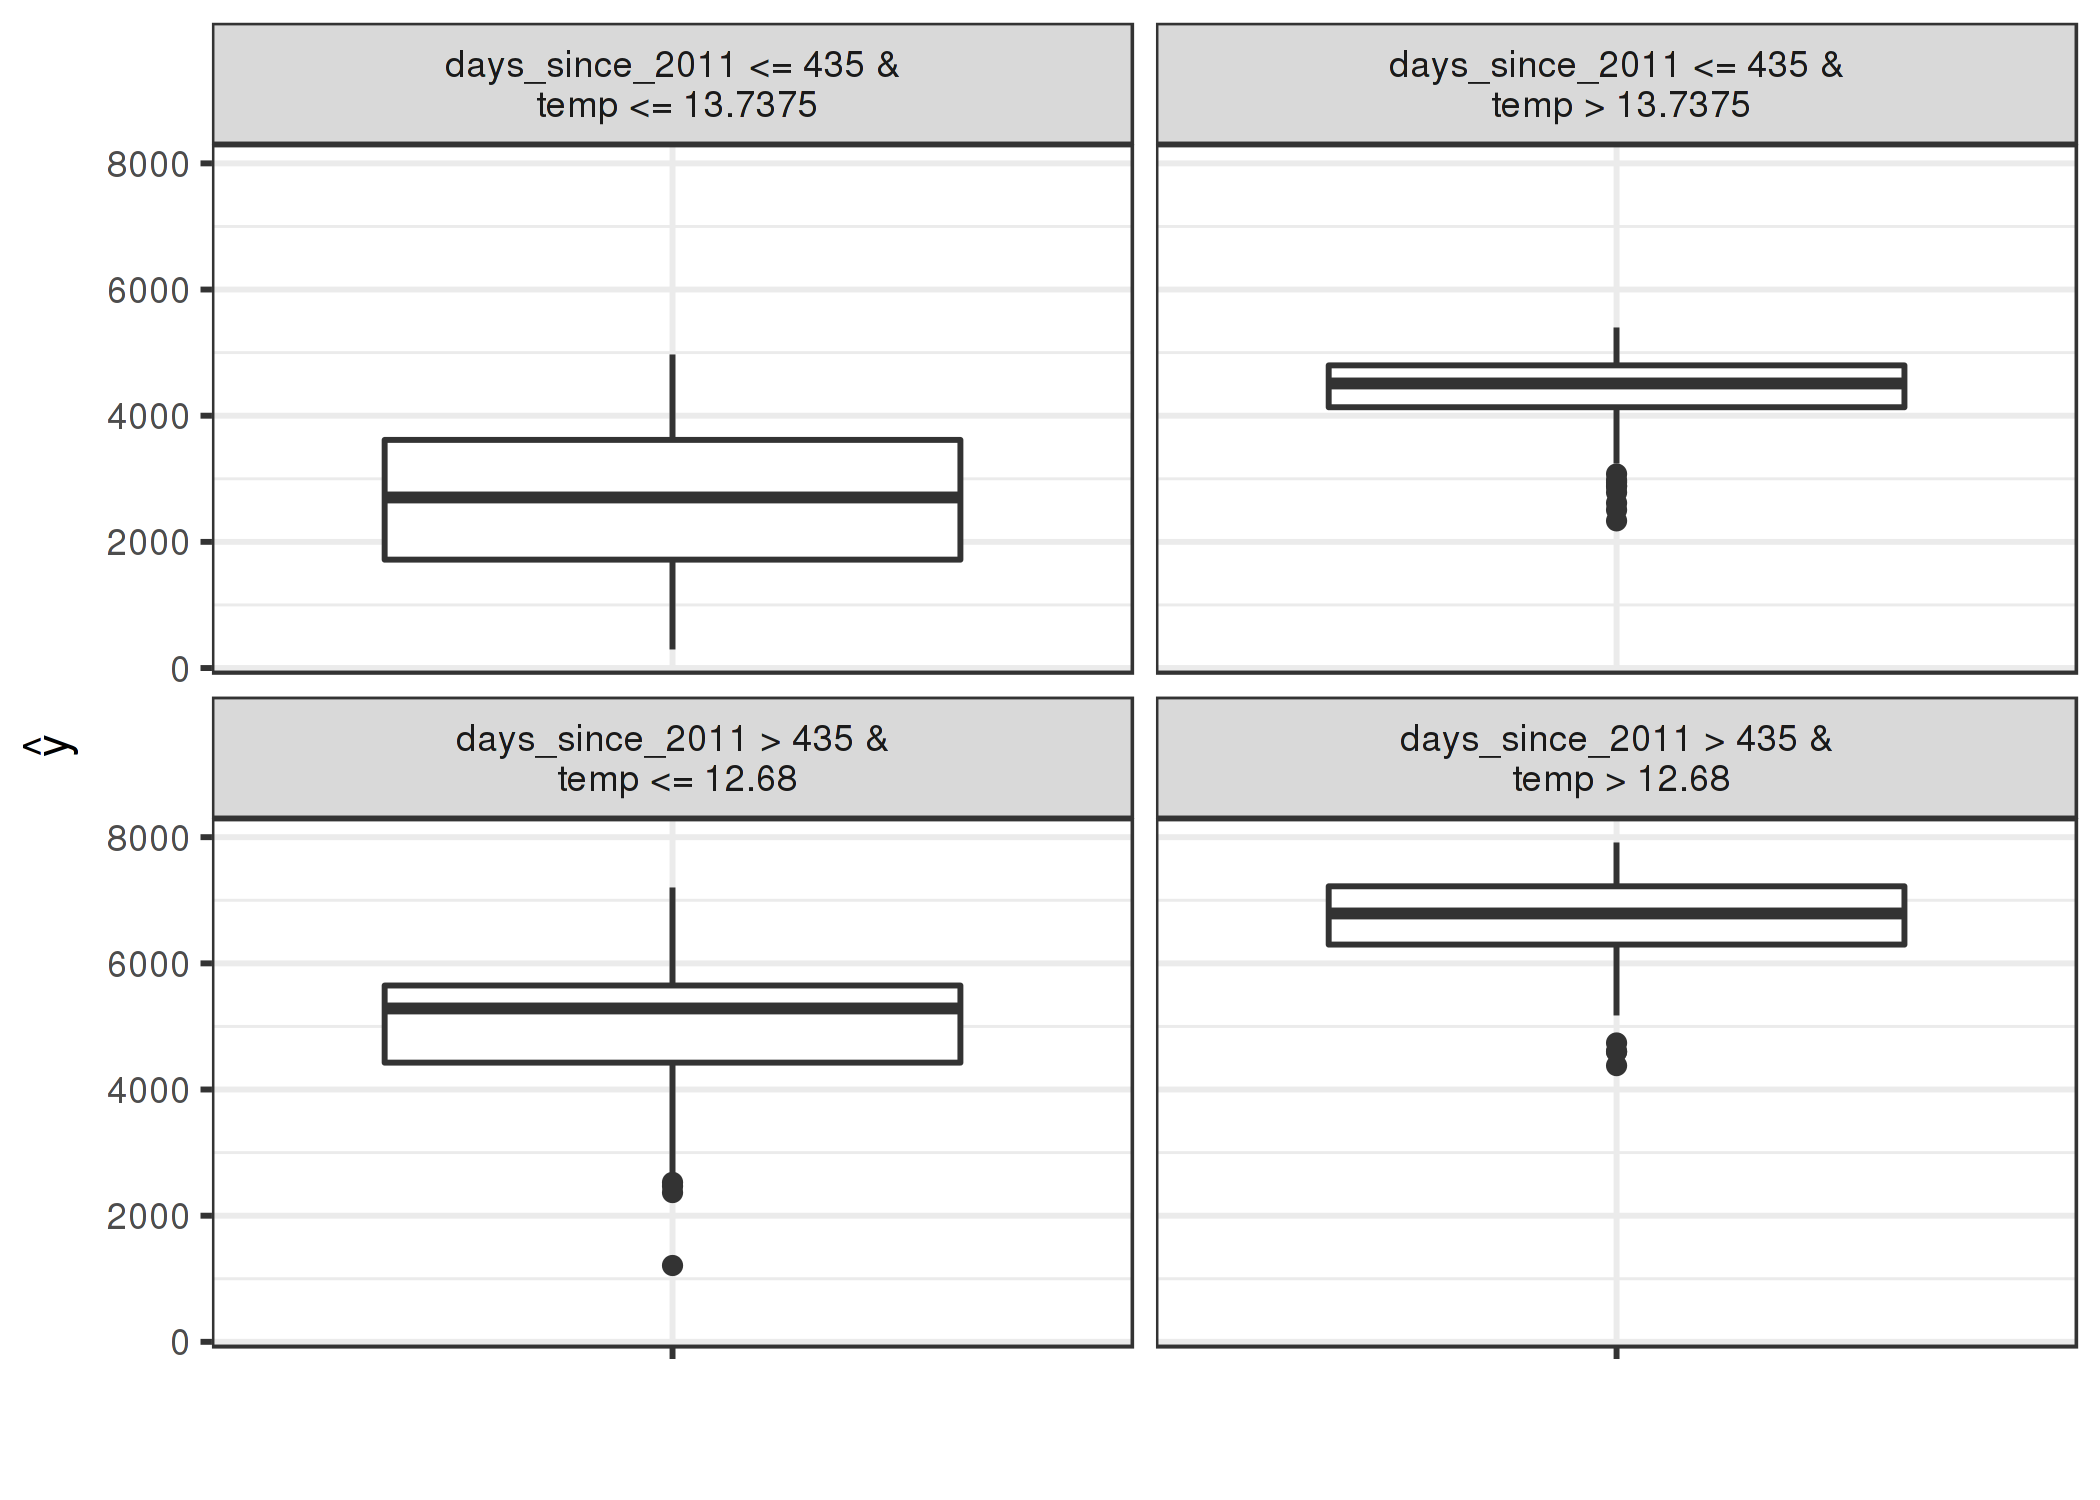 days_since_2011 <= 435 &
temp <= 13.7375
days_since_2011 <= 435 &
temp > 13.7375
8000
6000
4000
2000
0
ŷ
days_since_2011 > 435 &
temp <= 12.68
days_since_2011 > 435 &
temp > 12.68
8000
6000
4000
2000
0